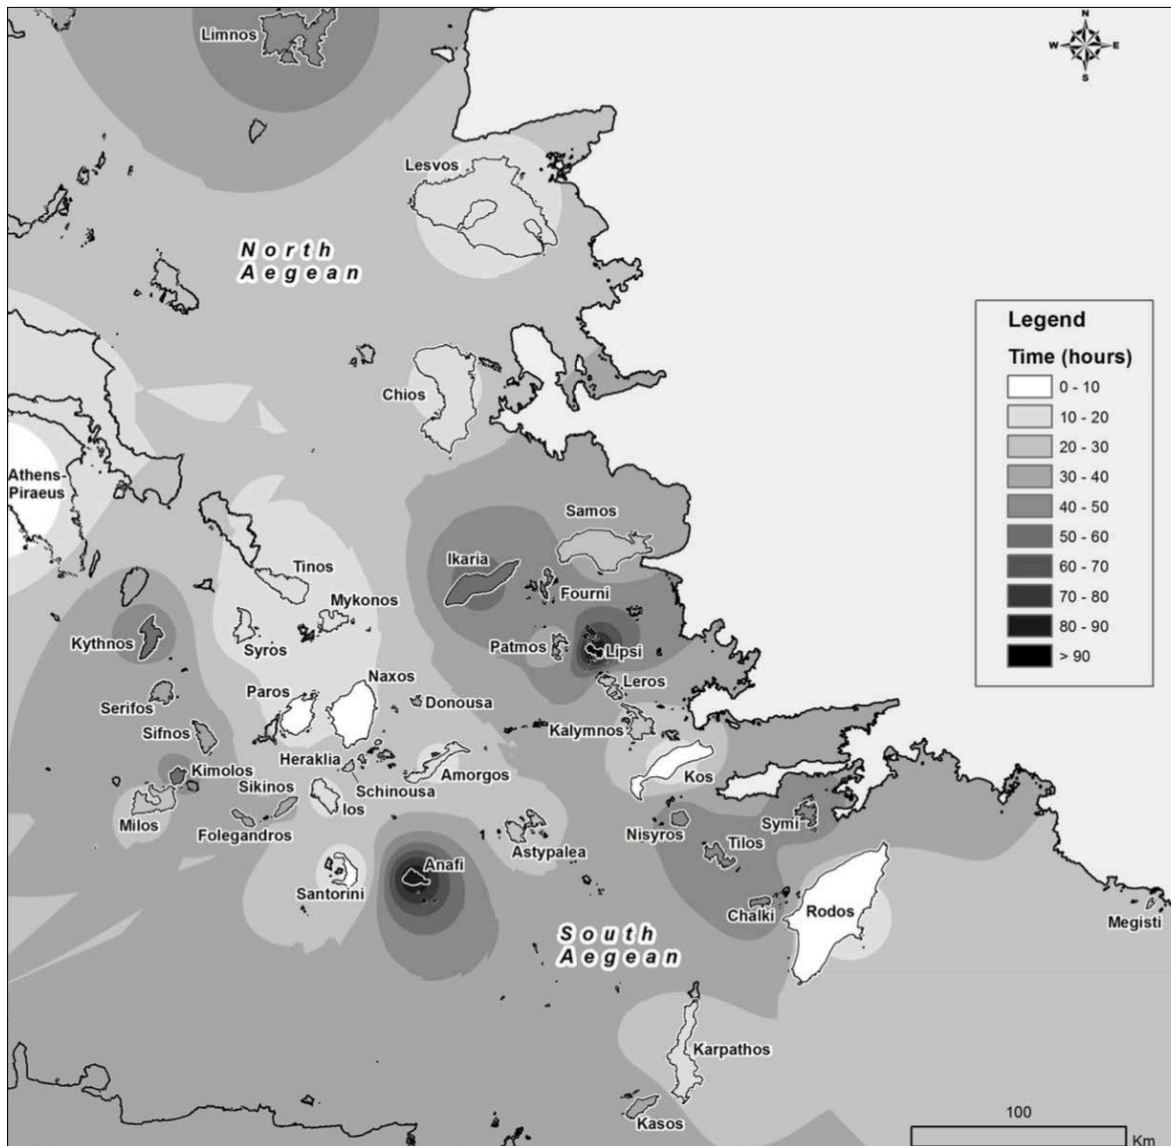 N
W E
S
Limnos
Lesvos
North
Aegean
Legend
Time (hours)
0 - 10
10 - 20
20 - 30
30 - 40
40 - 50
50 - 60
60 - 70
70 - 80
80 - 90
> 90
Chios
Athens-
Piraeus
Samos
Ikaria
Tinos
Fourni
Mykonos
Kythnos
Syros
Patmos
Lipsi
Leros
Naxos
Paros
Donousa
Serifos
Sifnos
Kalymnos
Heraklia
Kimolos
Amorgos
Kos
Sikinos
Schinousa
Ios
Milos
Folegandros
Symi
Nisyros
1
Tilos
Astypalea
Anafi
Santorini
Chalki
Rodos
Megisti
South
Aegean
Karpathos
Kasos
100
Km